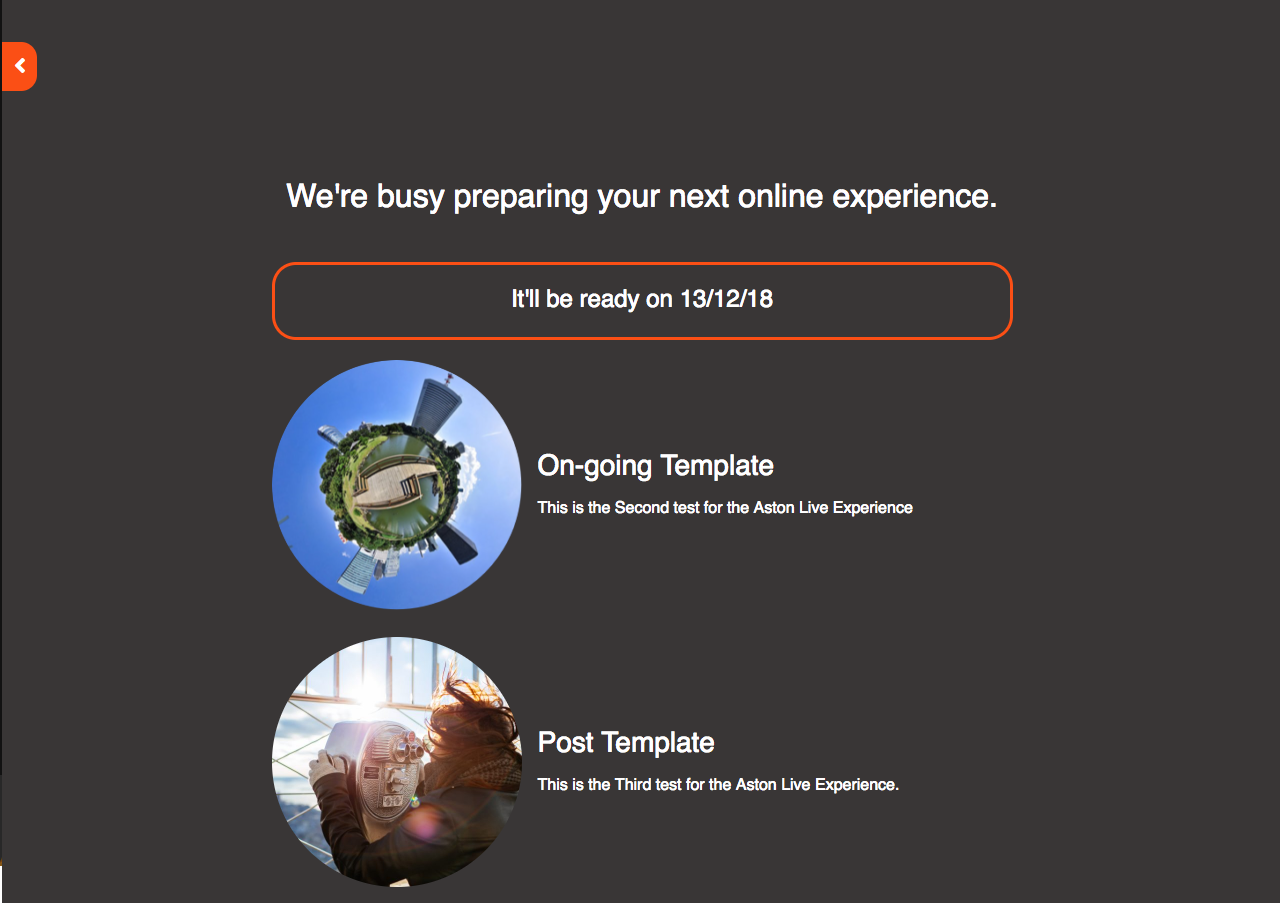 We're busy preparing your next online experience.
It'll be ready on 13/12/18
On-going Template
This is the Second test for the Aston Live Experience
Post Template
This is the Third test for the Aston Live Experience.